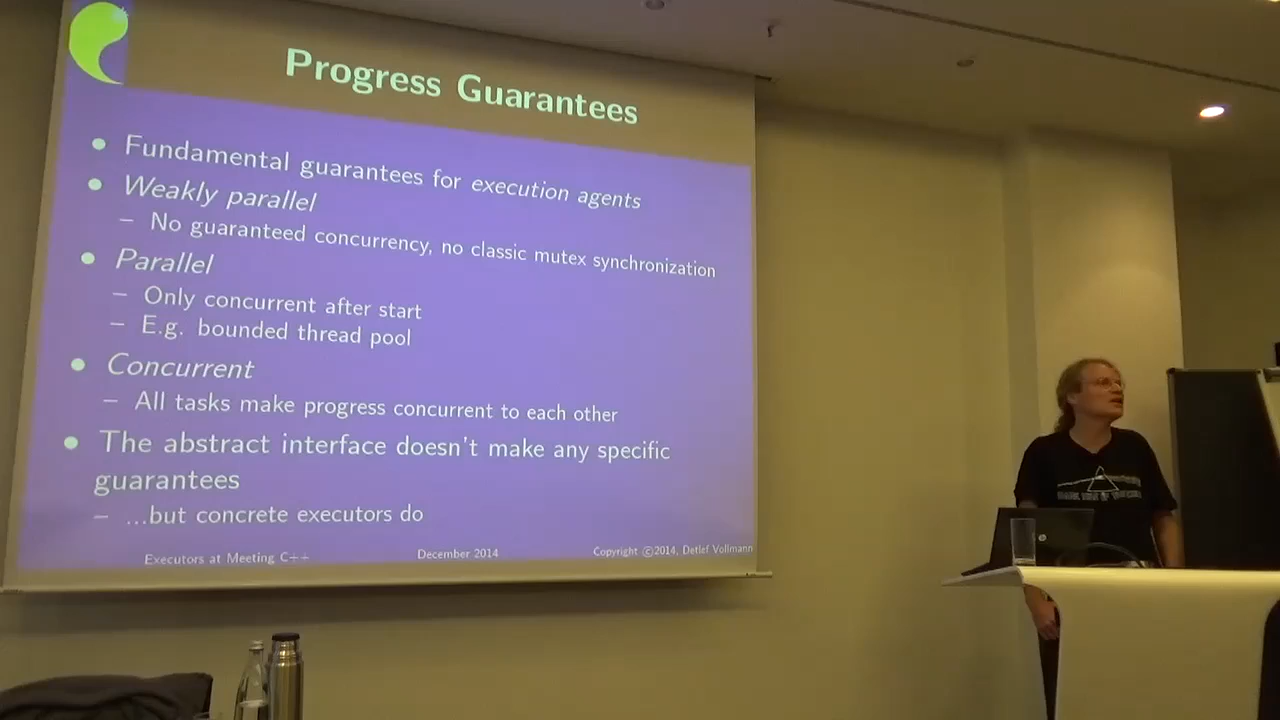 Progress Guarantees
• Fundamental guarantees for execution agents
• Weakly parallel
– No guaranteed concurrency, no classic mutex synchronization
• Parallel
– Only concurrent after start
– E.g. bounded thread pool
• Concurrent
– All tasks make progress concurrent to each other
• The abstract interface doesn't make any specific
guarantees
– ...but concrete executors do
Executors at Meeting C++ December 2014 Copyright ©2014, Detlef Vollmann